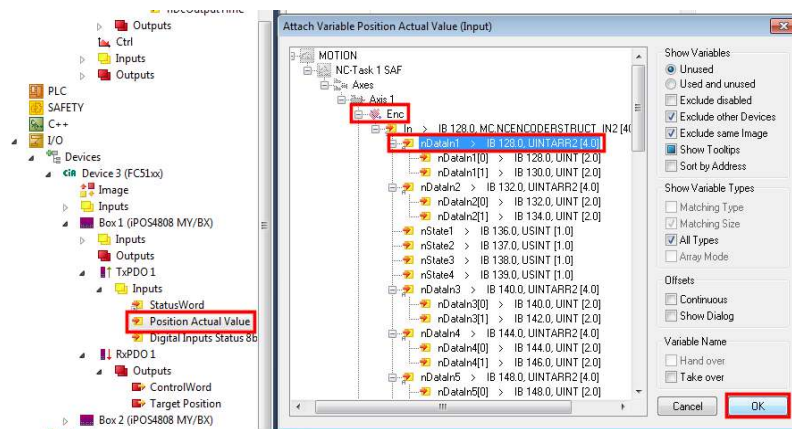 nDcOutputTime
Outputs
Ctrl
Inputs
Outputs
PLC
SAFETY
C++
I/O
Devices
CiA Device 3 (FC51xx)
Image
Inputs
Box 1 (iPOS4808 MY/BX)
Inputs
Outputs
TxPDO 1
Inputs
StatusWord
Position Actual Value
Digital Inputs Status 8b
RxPDO 1
Outputs
ControlWord
Target Position
Box 2 (iPOS4808 MY/BX)
Attach Variable Position Actual Value (Input)
MOTION
NC-Task 1 SAF
Axes
Axis 1
Enc
In > IB 128.0, MC.NCENCODERSTRUCT_IN2 [4(
nDataIn1 > IB 128.0, UINTARR2 [4.0]
nDataIn1[0] > IB 128.0, UINT [2.0]
nDataIn1[1] > IB 130.0, UINT [2.0]
nDataIn2 > IB 132.0, UINTARR2 [4.0]
nDataIn2[0] > IB 132.0, UINT [2.0]
nDataIn2[1] > IB 134.0, UINT [2.0]
nState1 > IB 136.0, USINT [1.0]
nState2 > IB 137.0, USINT [1.0]
nState3 > IB 138.0, USINT [1.0]
nState4 > IB 139.0, USINT [1.0]
nDataIn3 > IB 140.0, UINTARR2 [4.0]
nDataIn3[0] > IB 140.0, UINT [2.0]
nDataIn3[1] > IB 142.0, UINT [2.0]
nDataIn4 > IB 144.0, UINTARR2 [4.0]
nDataIn4[0] > IB 144.0, UINT [2.0]
nDataIn4[1] > IB 146.0, UINT [2.0]
nDataIn5 > IB 148.0, UINTARR2 [4.0]
nDataIn5[0] > IB 148.0, UINT [2.0]
Show Variables
Unused
Used and unused
Exclude disabled
Exclude other Devices
Exclude same Image
Show Tooltips
Sort by Address
Show Variable Types
Matching Type
Matching Size
All Types
Array Mode
Offsets
Continuous
Show Dialog
Variable Name
Hand over
Take over
Cancel
OK